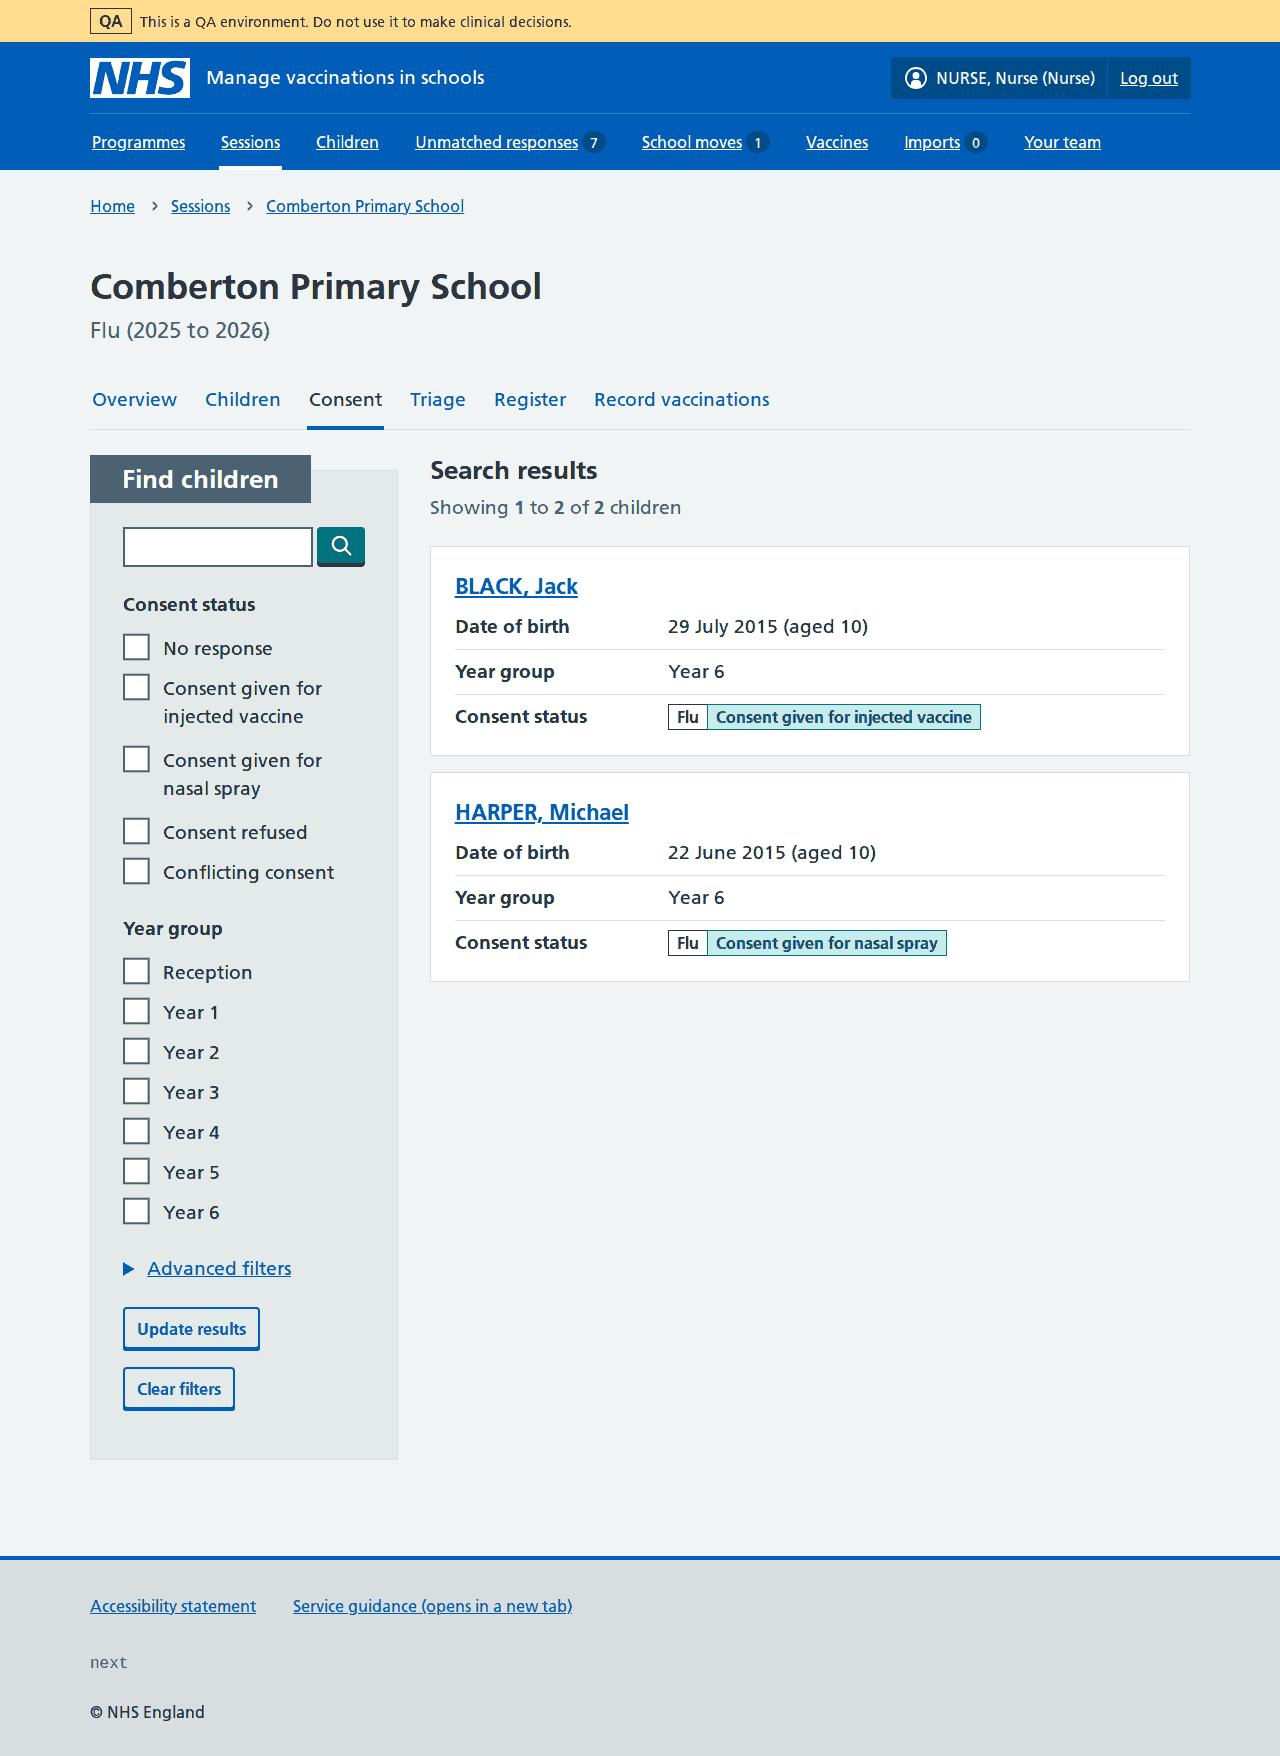 QA This is a QA environment. Do not use it to make clinical decisions.
NHS Manage vaccinations in schools NURSE, Nurse (Nurse) Log out
Programmes Sessions Children Unmatched responses 7 School moves 1 Vaccines Imports 0 Your team
Home Sessions Comberton Primary School
Comberton Primary School
Flu (2025 to 2026)
Overview Children Consent Triage Register Record vaccinations
Find children
Consent status
No response
Consent given for
injected vaccine
Consent given for
nasal spray
Consent refused
Conflicting consent
Year group
Reception
Year 1
Year 2
Year 3
Year 4
Year 5
Year 6
Advanced filters
Update results
Clear filters
Search results
Showing 1 to 2 of 2 children
BLACK, Jack
Date of birth 29 July 2015 (aged 10)
Year group Year 6
Consent status Flu Consent given for injected vaccine
HARPER, Michael
Date of birth 22 June 2015 (aged 10)
Year group Year 6
Consent status Flu Consent given for nasal spray
Accessibility statement Service guidance (opens in a new tab)
next
© NHS England